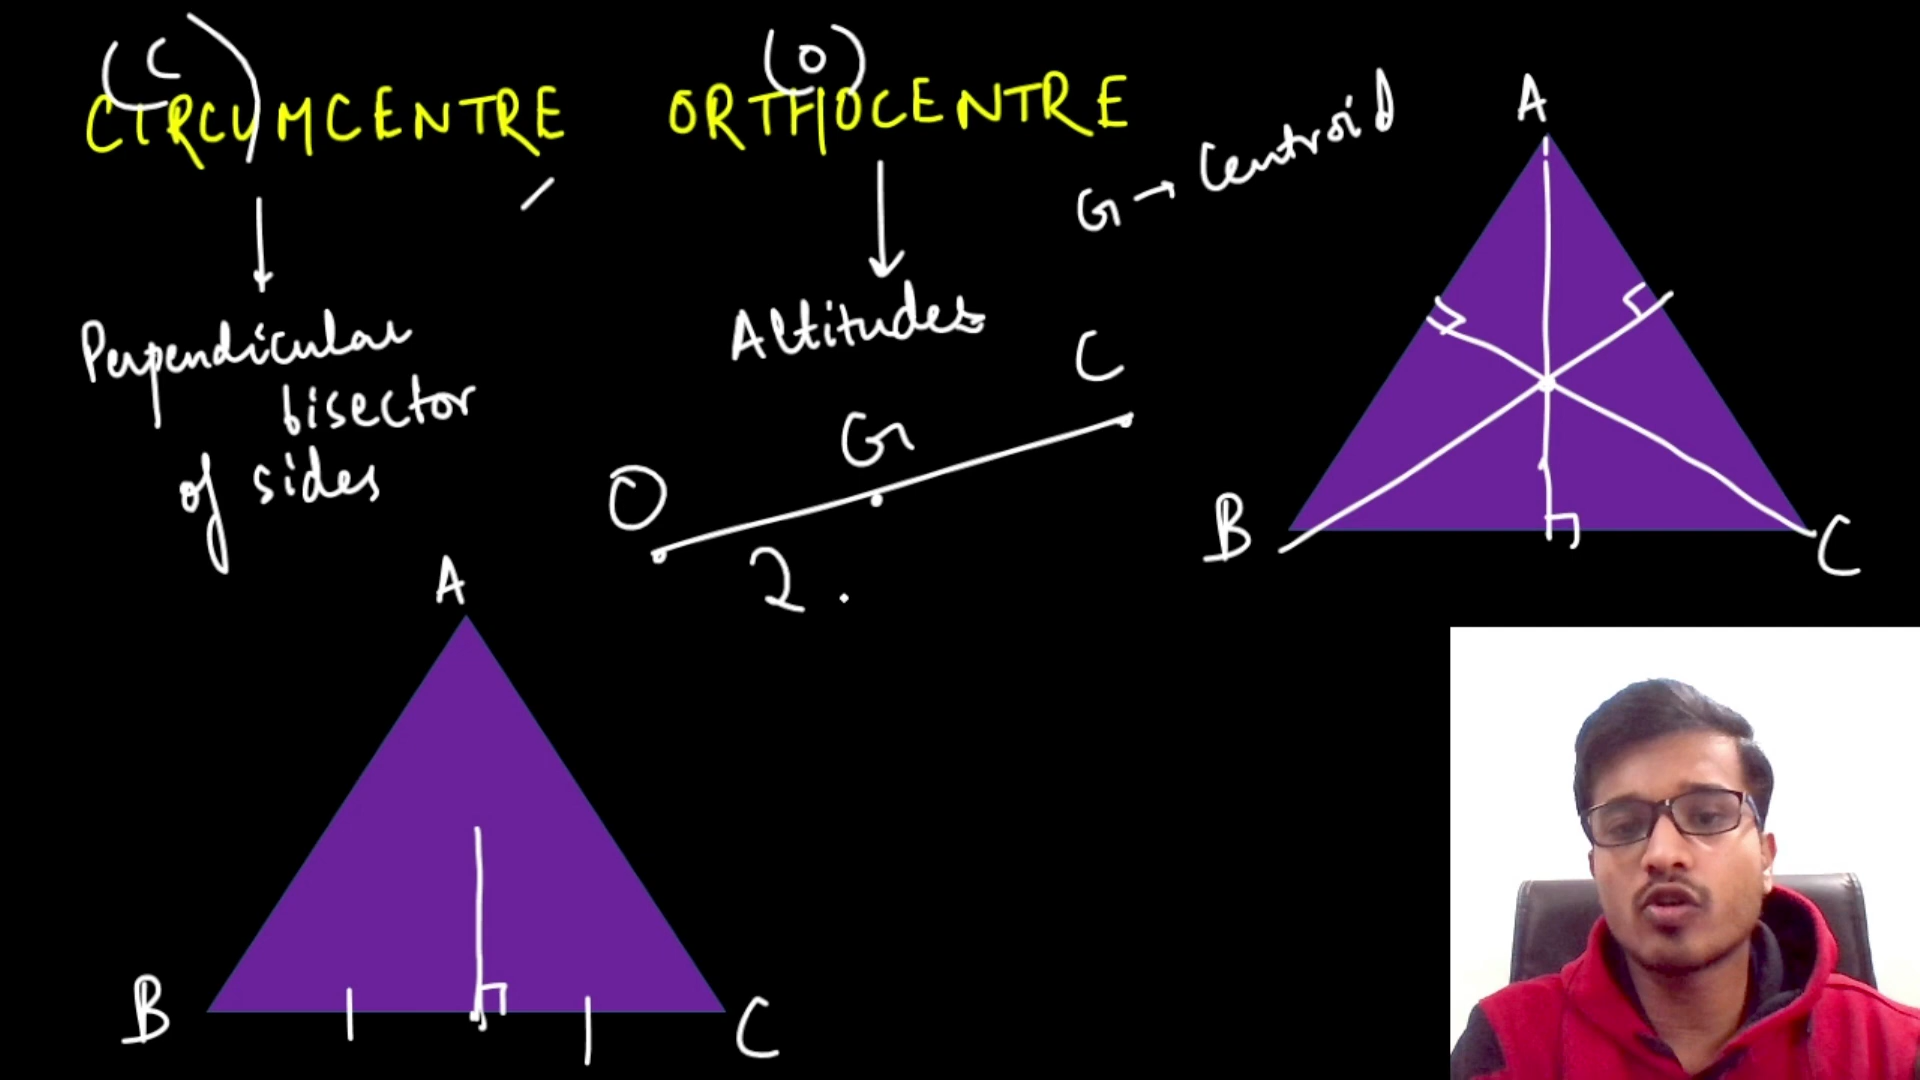 (C)
CIRCUMCENTRE
Perpendicular
bisector
of sides
(O)
ORTHOCENTRE
Altitudes
G → Centroid
O G C
2 .
A
B C
A
B C